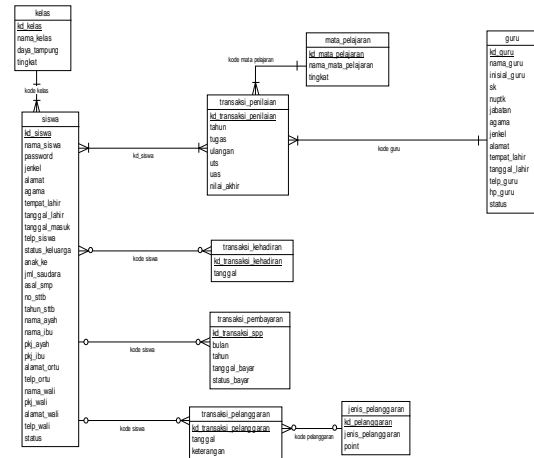 kelas
kd_kelas
nama_kelas
daya_tampung
tingkat
kode kelas
siswa
kd_siswa
nama_siswa
password
jenkel
alamat
agama
tempat_lahir
tanggal_lahir
tanggal_masuk
telp_siswa
status_keluarga
anak_ke
jml_saudara
asal_smp
no_sttb
tahun_sttb
nama_ayah
nama_ibu
pkj_ayah
pkj_ibu
alamat_ortu
telp_ortu
nama_wali
pkj_wali
alamat_wali
telp_wali
status
kd_siswa
kode siswa
kode siswa
kode siswa
mata_pelajaran
kd_mata_pelajaran
nama_mata_pelajaran
tingkat
kode mata pelajaran
transaksi_penilaian
kd_transaksi_penilaian
tahun
tugas
ulangan
uts
uas
nilai_akhir
kode guru
guru
kd_guru
nama_guru
inisial_guru
sk
nuptk
jabatan
agama
jenkel
alamat
tempat_lahir
tanggal_lahir
telp_guru
hp_guru
status
transaksi_kehadiran
kd_transaksi_kehadiran
tanggal
transaksi_pembayaran
kd_transaksi_spp
bulan
tahun
tanggal_bayar
status_bayar
transaksi_pelanggaran
kd_transaksi_pelanggaran
tanggal
keterangan
kode pelanggaran
jenis_pelanggaran
kd_pelanggaran
jenis_pelanggaran
point